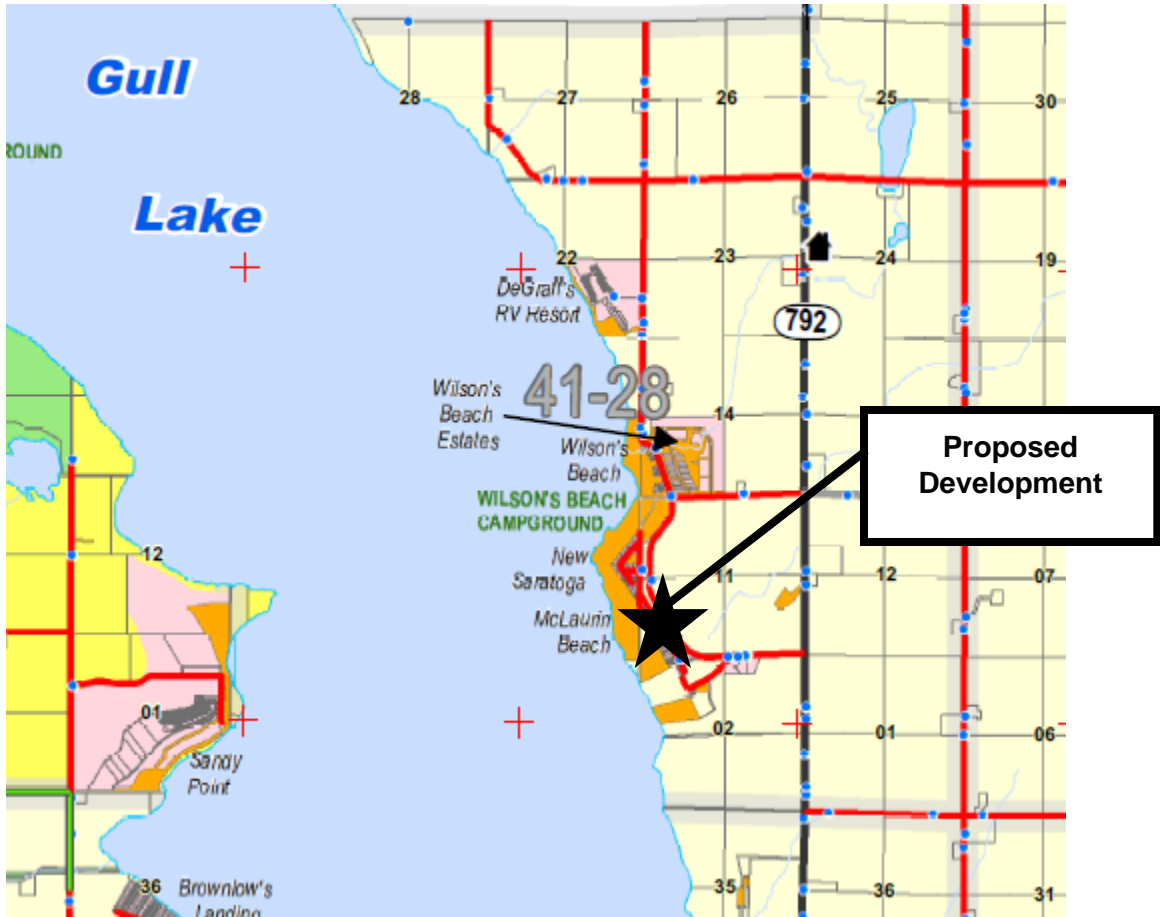 Gull
28
27
26
25
30
ROUND
Lake
22
23
24
19
DeGraff's
RV Resort
792
41-28
Wilson's
Beach
Estates
14
Proposed
Development
Wilson's
Beach
WILSON'S BEACH
CAMPGROUND
12
New
Saratoga
11
12
07
McLaurin
Beach
01
02
01
06
Sandy
Point
36
Brownlow's
Landing
35
36
31